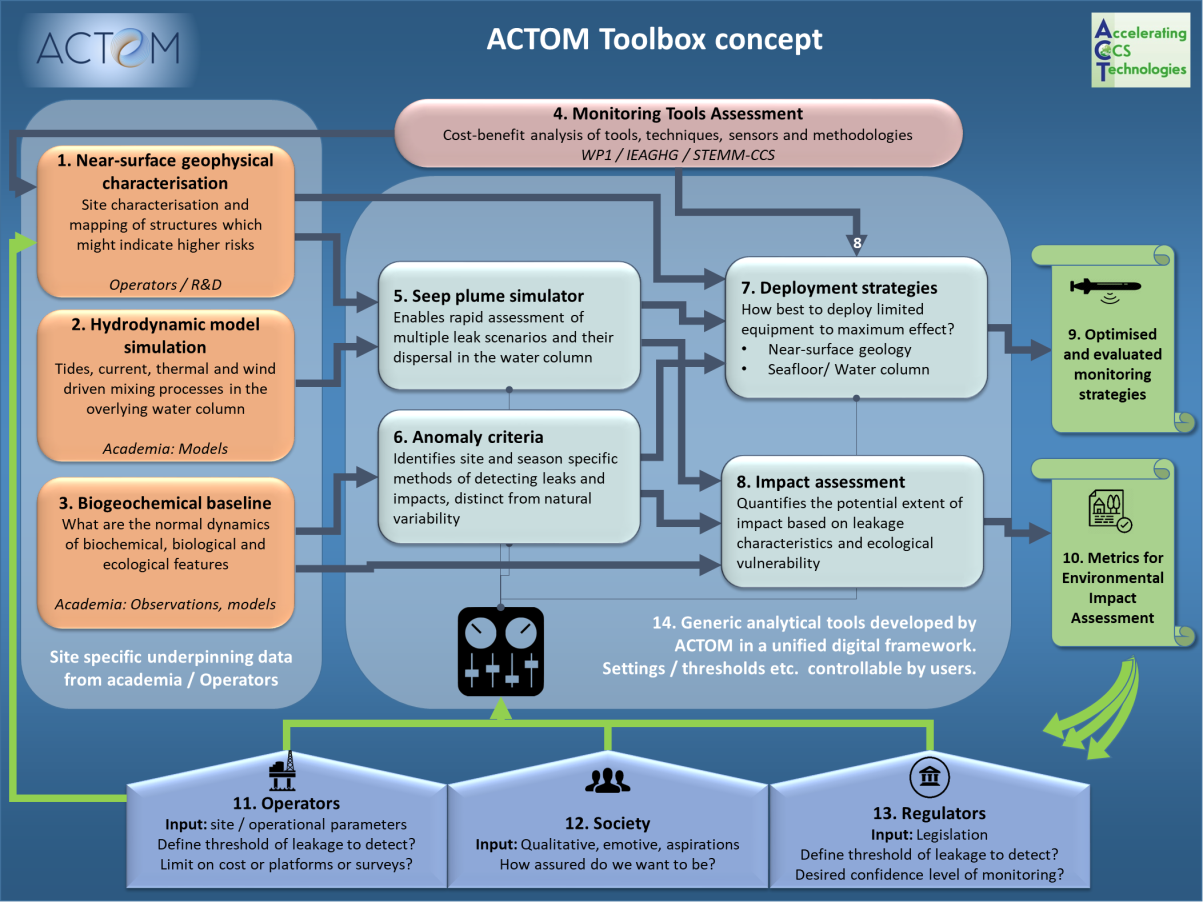 ACTOM
ACTOM Toolbox concept
Accelerating
CCS
Technologies
4. Monitoring Tools Assessment
Cost-benefit analysis of tools, techniques, sensors and methodologies
WP1 / IEAGHG / STEMM-CCS
1. Near-surface geophysical
characterisation
Site characterisation and
mapping of structures which
might indicate higher risks
Operators / R&D
2. Hydrodynamic model
simulation
Tides, current, thermal and wind
driven mixing processes in the
overlying water column
Academia: Models
3. Biogeochemical baseline
What are the normal dynamics
of biochemical, biological and
ecological features
Academia: Observations, models
Site specific underpinning data
from academia / Operators
5. Seep plume simulator
Enables rapid assessment of
multiple leak scenarios and their
dispersal in the water column
6. Anomaly criteria
Identifies site and season specific
methods of detecting leaks and
impacts, distinct from natural
variability
8
7. Deployment strategies
How best to deploy limited
equipment to maximum effect?
• Near-surface geology
• Seafloor/ Water column
8. Impact assessment
Quantifies the potential extent of
impact based on leakage
characteristics and ecological
vulnerability
14. Generic analytical tools developed by
ACTOM in a unified digital framework.
Settings / thresholds etc. controllable by users.
9. Optimised
and evaluated
monitoring
strategies
10. Metrics for
Environmental
Impact
Assessment
11. Operators
Input: site / operational parameters
Define threshold of leakage to detect?
Limit on cost or platforms or surveys?
12. Society
Input: Qualitative, emotive, aspirations
How assured do we want to be?
13. Regulators
Input: Legislation
Define threshold of leakage to detect?
Desired confidence level of monitoring?